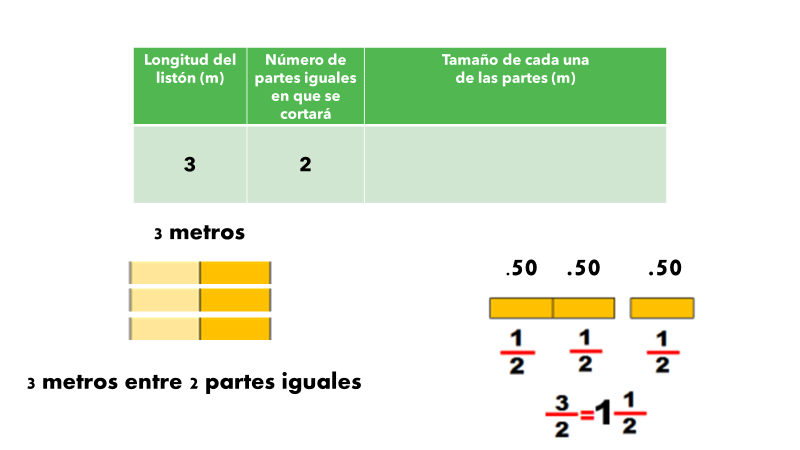 Longitud del
listón (m)
Número de
partes iguales
en que se
cortará
Tamaño de cada una
de las partes (m)
3
2
3 metros
3 metros entre 2 partes iguales
.50 .50 .50
1/2 1/2 1/2
3/2=1 1/2